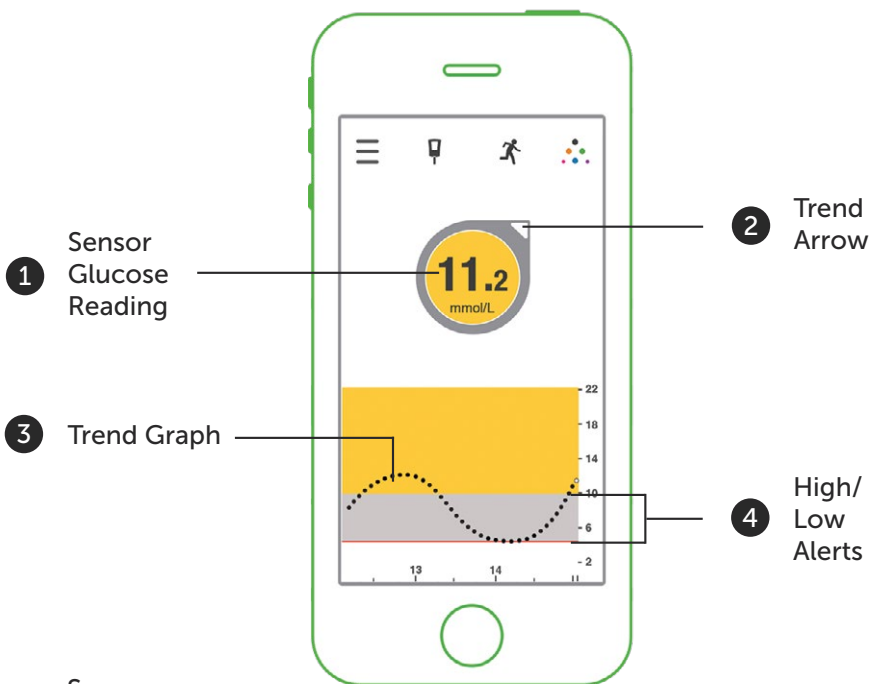 1
Sensor
Glucose
Reading
2
Trend
Arrow
11.2
mmol/L
3
Trend Graph
22
18
14
10
6
2
13
14
4
High/
Low
Alerts